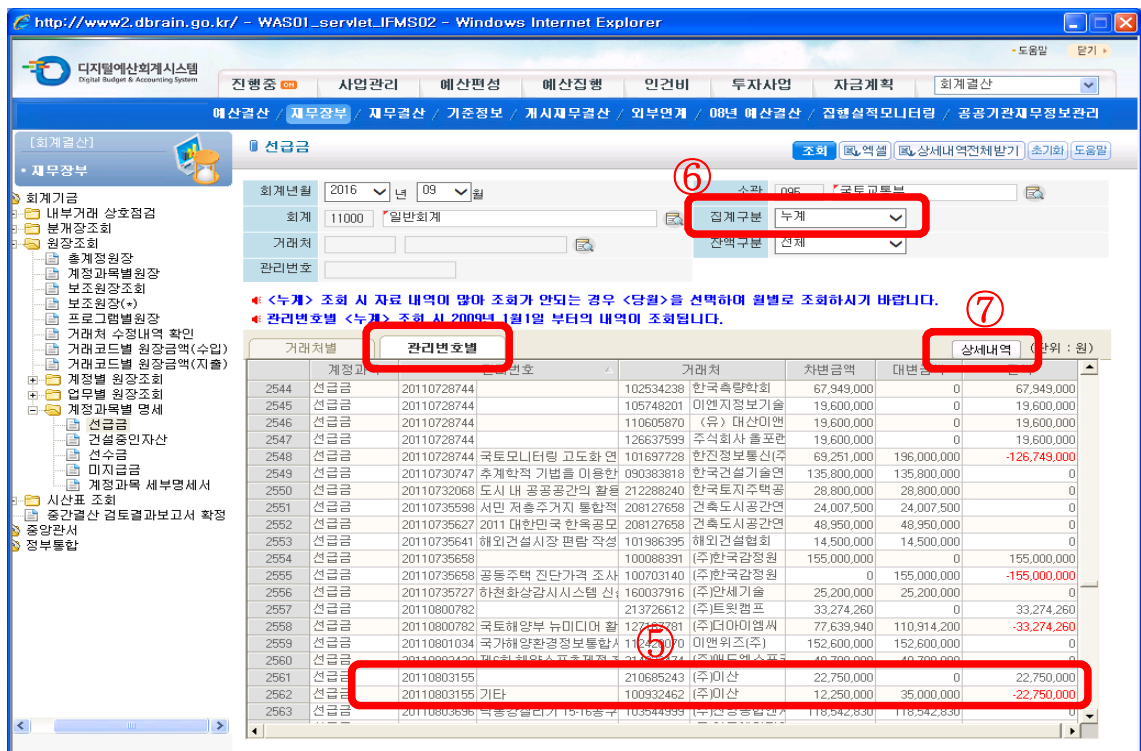 http://www2.dbrain.go.kr/ - WAS01_servlet_IFMS02 - Windows Internet Explorer
디지털예산회계시스템
Digital Budget & Accounting System
도움말 닫기
진행중 사업관리 예산편성 예산집행 인건비 투자사업 자금계획 회계결산
예산결산 / 재무장부 / 재무결산 / 기준정보 / 게시재무결산 / 외부연계 / 08년 예산결산 / 집행실적모니터링 / 공공기관재무정보관리
[회계결산]
• 재무장부
회계기금
내부거래 상호점검
분개장조회
원장조회
총계정원장
계정과목별원장
보조원장조회
보조원장(*)
프로그램별원장
거래처 수정내역 확인
거래코드별 원장금액(수입)
거래코드별 원장금액(지출)
계정별 원장조회
업무별 원장조회
계정과목별 명세
선급금
건설중인자산
선수금
미지급금
계정과목 세부명세서
시산표 조회
중간결산 검토결과보고서 확정
중앙관서
정부통합
선급금
조회 엑셀 상세내역전체받기 초기화 도움말
⑥
회계년월 2016 년 09 월 소관 095 국토교통부
회계 11000 일반회계 집계구분 누계
거래처 잔액구분 전체
관리번호
<누계> 조회 시 자료 내역이 많아 조회가 안되는 경우 <당월>을 선택하여 월별로 조회하시기 바랍니다.
관리번호별 <누계> 조회 시 2009년 1월1일 부터의 내역이 조회됩니다.
⑦
거래처별 관리번호별 상세내역 (단위 : 원)
계정과 관리번호 거래처 차변금액 대변금액
2544 선급금 20110728744 102534238 한국측량학회 67,949,000 0 67,949,000
2545 선급금 20110728744 105748201 이엔지정보기술 19,600,000 0 19,600,000
2546 선급금 20110728744 110605870 (유) 대산이앤 19,600,000 0 19,600,000
2547 선급금 20110728744 126637599 주식회사 올포랜 19,600,000 0 19,600,000
2548 선급금 20110728744 국토모니터링 고도화 연 101697728 한진정보통신(주 69,251,000 196,000,000 -126,749,000
2549 선급금 20110730747 추계학적 기법을 이용한 090383818 한국건설기술연 135,800,000 135,800,000 0
2550 선급금 20110732068 도시 내 공공공간의 활용 212288240 한국토지주택공 28,800,000 28,800,000 0
2551 선급금 20110735598 서민 저층주거지 통합적 208127658 건축도시공간연 24,007,500 24,007,500 0
2552 선급금 20110735627 2011 대한민국 한옥공모 208127658 건축도시공간연 48,950,000 48,950,000 0
2553 선급금 20110735641 해외건설시장 편람 작성 101986395 해외건설협회 14,500,000 14,500,000 0
2554 선급금 20110735658 100088391 (주)한국감정원 155,000,000 0 155,000,000
2555 선급금 20110735658 공동주택 진단가격 조사 100703140 (주)한국감정원 0 155,000,000 -155,000,000
2556 선급금 20110735727 하천화상감시시스템 신 160037916 (주)안세기술 25,200,000 25,200,000 0
2557 선급금 20110800782 213726612 (주)트윗캠프 33,274,260 0 33,274,260
2558 선급금 20110800782 국토해양부 뉴미디어 활 (주)더아이엠씨 77,639,940 110,914,200 -33,274,260
2559 선급금 20110801034 국가해양환경정보통합 이앤위즈(주) 152,600,000 152,600,000 0
⑤
2560 선급금
2561 선급금 20110803155 210685243 (주)이산 22,750,000 0 22,750,000
2562 선급금 20110803155 기타 100932462 (주)이산 12,250,000 35,000,000 -22,750,000
2563 선급금 20110803696 103544999 118,542,830 118,542,830 0